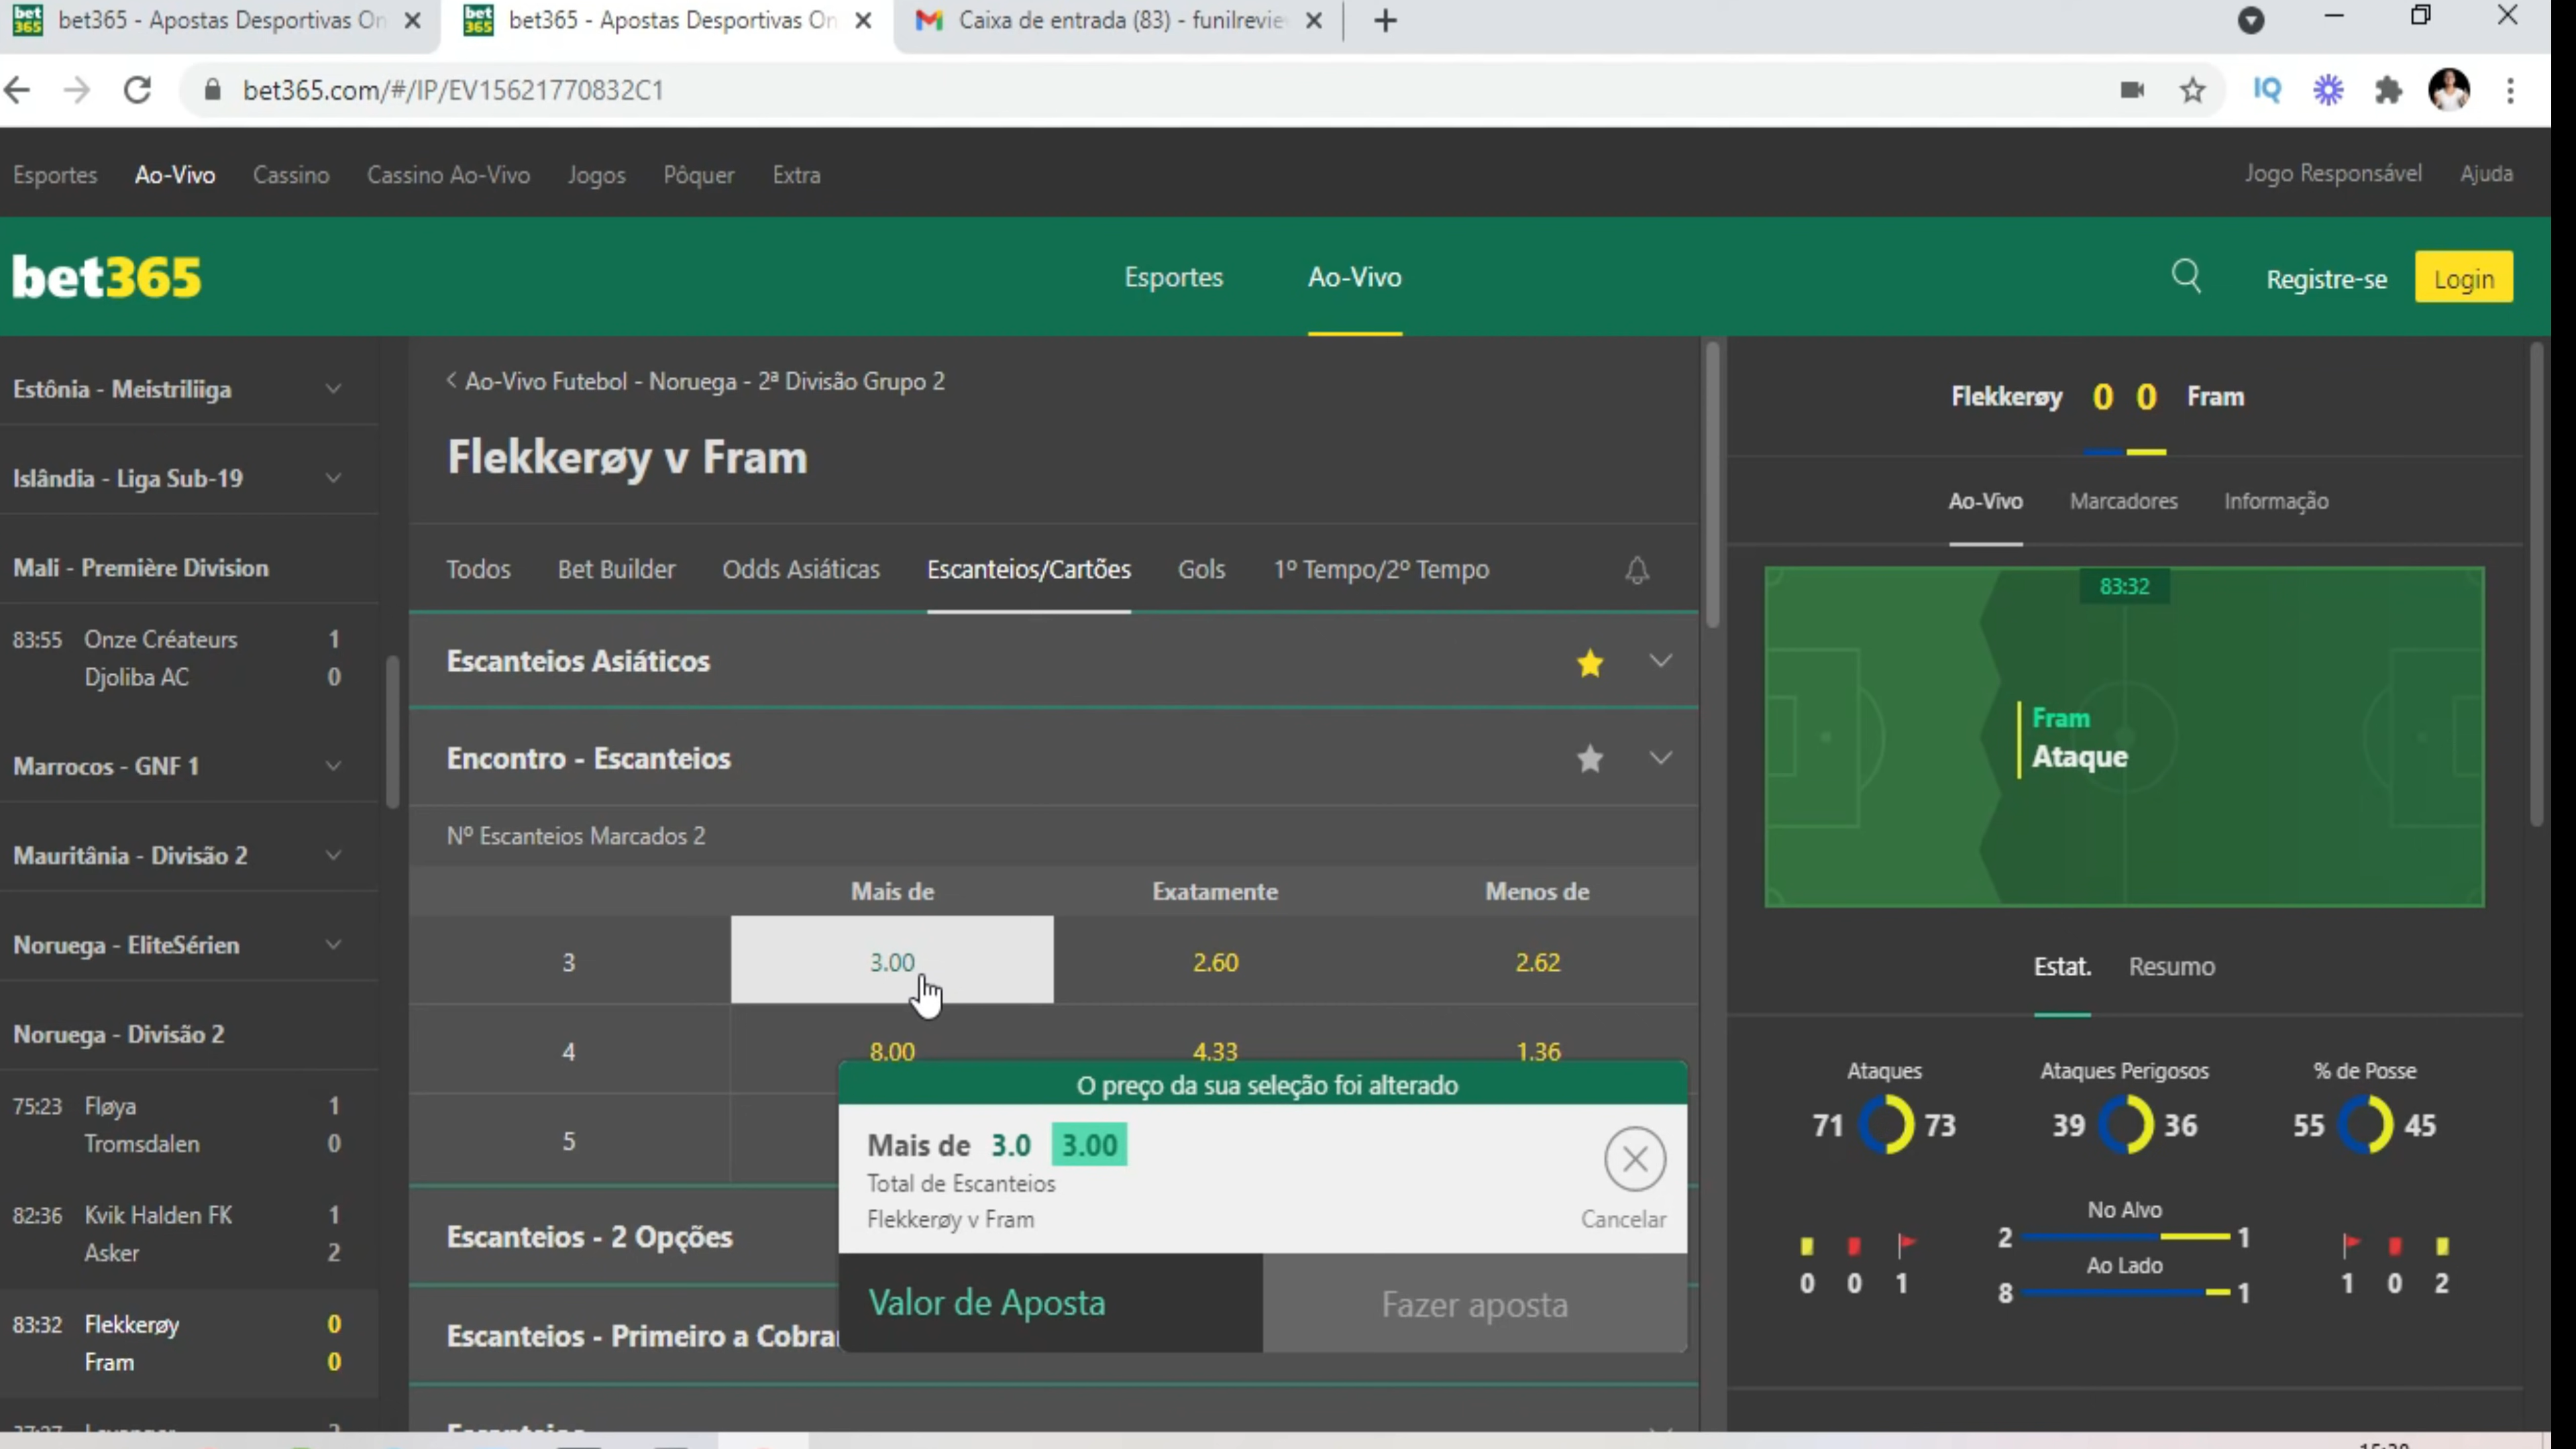 bet365 - Apostas Desportivas On
bet365 - Apostas Desportivas On
Caixa de entrada (83) - funilrevie
bet365.com/#/IP/EV15621770832C1
IQ
Esportes Ao-Vivo Cassino Cassino Ao-Vivo Jogos Pôquer Extra
Jogo Responsável Ajuda
bet365
Esportes Ao-Vivo
Registre-se Login
Estônia - Meistriliiga
Islândia - Liga Sub-19
Mali - Première Division
83:55 Onze Créateurs 1
Djoliba AC 0
Marrocos - GNF 1
Mauritânia - Divisão 2
Noruega - EliteSérien
Noruega - Divisão 2
75:23 Fløya 1
Tromsdalen 0
82:36 Kvik Halden FK 1
Asker 2
83:32 Flekkerøy 0
Fram 0
< Ao-Vivo Futebol - Noruega - 2ª Divisão Grupo 2
Flekkerøy v Fram
Todos Bet Builder Odds Asiáticas Escanteios/Cartões Gols 1º Tempo/2º Tempo
Escanteios Asiáticos
Encontro - Escanteios
Nº Escanteios Marcados 2
Mais de Exatamente Menos de
3 3.00 2.60 2.62
4 8.00 4.33 1.36
5
Escanteios - 2 Opções
Escanteios - Primeiro a Cobra
O preço da sua seleção foi alterado
Mais de 3.0 3.00
Total de Escanteios
Flekkerøy v Fram
Cancelar
Valor de Aposta
Fazer aposta
Flekkerøy 0 0 Fram
Ao-Vivo Marcadores Informação
83:32
Fram
Ataque
Estat. Resumo
Ataques Ataques Perigosos % de Posse
71 73 39 36 55 45
No Alvo
2 1
Ao Lado
8 1
0 0 1
1 0 2